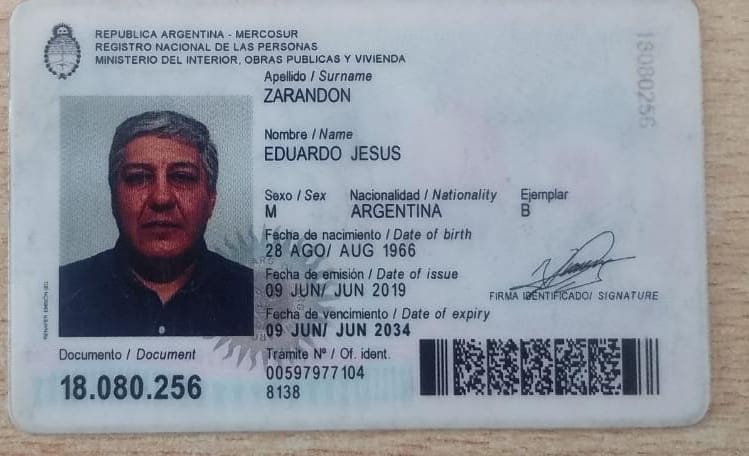 REPUBLICA ARGENTINA - MERCOSUR
REGISTRO NACIONAL DE LAS PERSONAS
MINISTERIO DEL INTERIOR, OBRAS PUBLICAS Y VIVIENDA
Apellido / Surname
ZARANDON
Nombre / Name
EDUARDO JESUS
Sexo / Sex Nacionalidad / Nationality Ejemplar
M ARGENTINA B
Fecha de nacimiento / Date of birth
28 AGO/ AUG 1966
Fecha de emisión / Date of issue
09 JUN/ JUN 2019
FIRMA IDENTIFICADO/ SIGNATURE
Fecha de vencimiento / Date of expiry
09 JUN/ JUN 2034
Documento / Document
18.080.256
Trámite Nº / Of. ident.
00597977104
8138
18080256